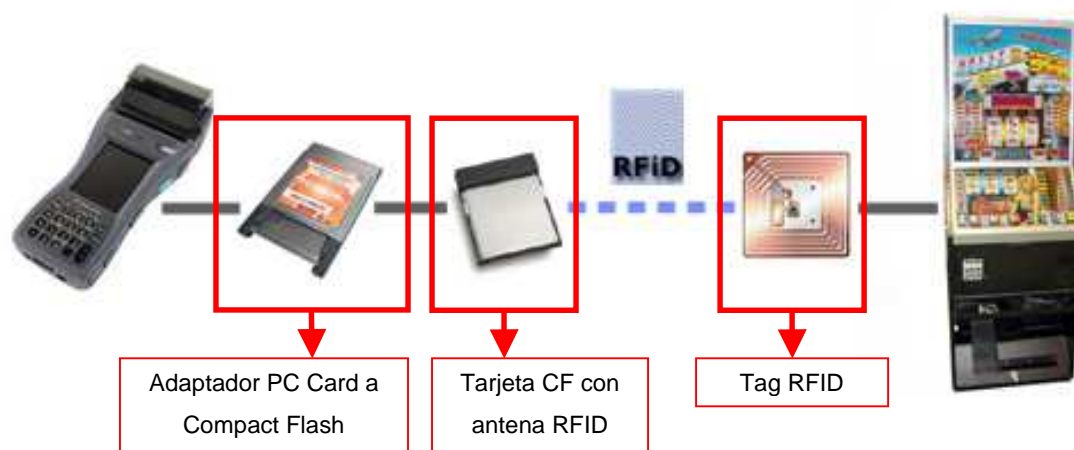 RFiD
Adaptador PC Card a
Compact Flash
Tarjeta CF con
antena RFID
Tag RFID